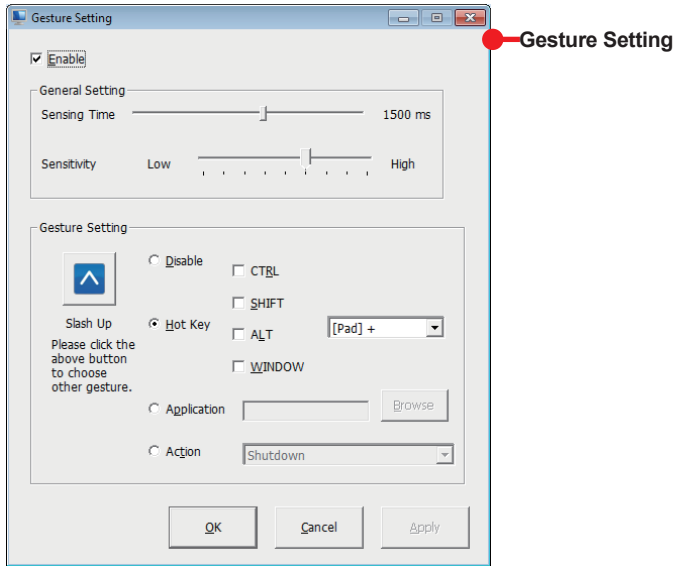 Gesture Setting
Gesture Setting
Enable
General Setting
Sensing Time 1500 ms
Sensitivity Low High
Gesture Setting
Disable
CTRL
SHIFT
Slash Up
Hot Key
ALT
[Pad] +
Please click the
above button
to choose
other gesture.
WINDOW
Application
Browse
Action
Shutdown
OK Cancel Apply